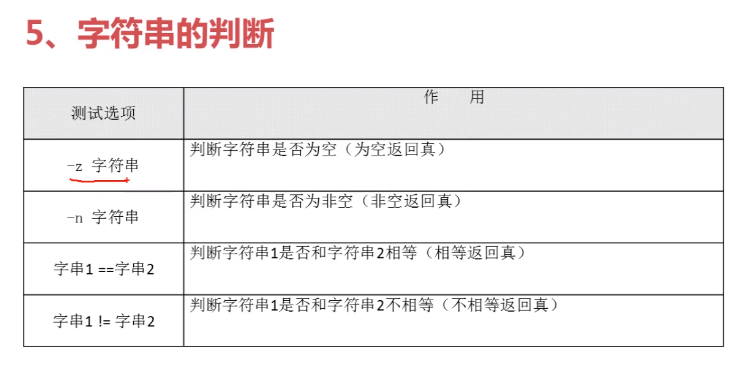 5、字符串的判断
测试选项 作 用
-z 字符串 判断字符串是否为空（为空返回真）
-n 字符串 判断字符串是否为非空（非空返回真）
字串1 ==字串2 判断字符串1是否和字符串2相等（相等返回真）
字串1 != 字串2 判断字符串1是否和字符串2不相等（不相等返回真）